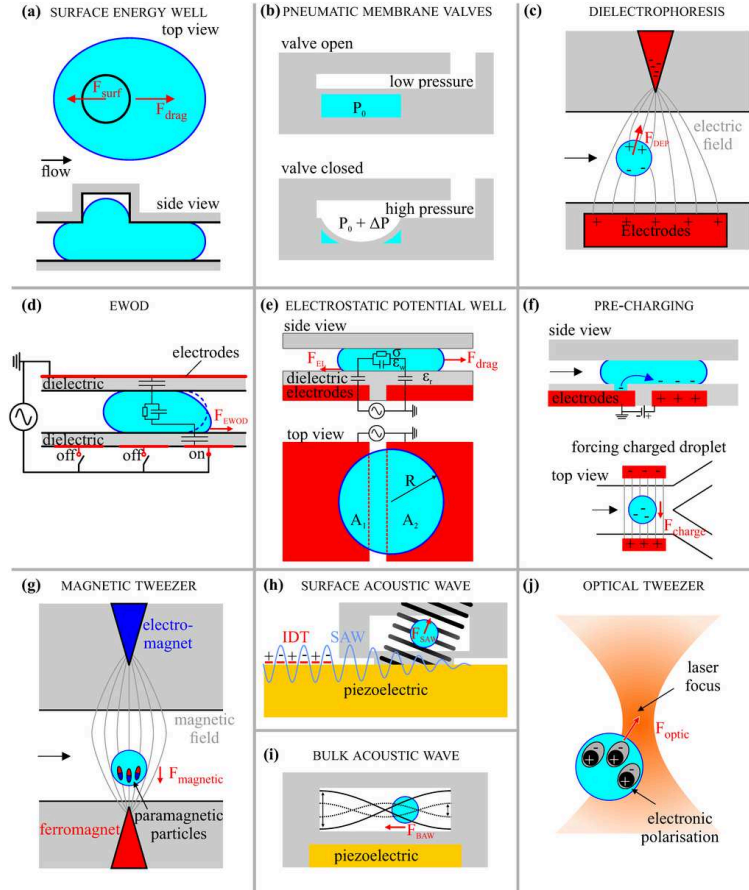 (a) SURFACE ENERGY WELL
top view
F_surf
F_drag
flow
side view
(b) PNEUMATIC MEMBRANE VALVES
valve open
low pressure
P₀
valve closed
high pressure
P₀ + ΔP
(c) DIELECTROPHORESIS
- - - - -
electric
field
F_DEP
+ + +
- -
+ + + + + +
Electrodes
(d) EWOD
electrodes
dielectric
F_EWOD
dielectric
off off on
(e) ELECTROSTATIC POTENTIAL WELL
side view
F_EL
σ
ε_w
F_drag
dielectric
ε_r
electrodes
top view
R
A₁ A₂
(f) PRE-CHARGING
side view
- - - -
electrodes + + +
- +
forcing charged droplet
top view
- - - -
- - -
F_charge
+ + + +
(g) MAGNETIC TWEEZER
electro-
magnet
magnetic
field
F_magnetic
paramagnetic
particles
ferromagnet
(h) SURFACE ACOUSTIC WAVE
IDT SAW
F_SAW
+ - + - + -
piezoelectric
(i) BULK ACOUSTIC WAVE
F_BAW
piezoelectric
(j) OPTICAL TWEEZER
laser
focus
F_optic
- - -
+ + +
electronic
polarisation